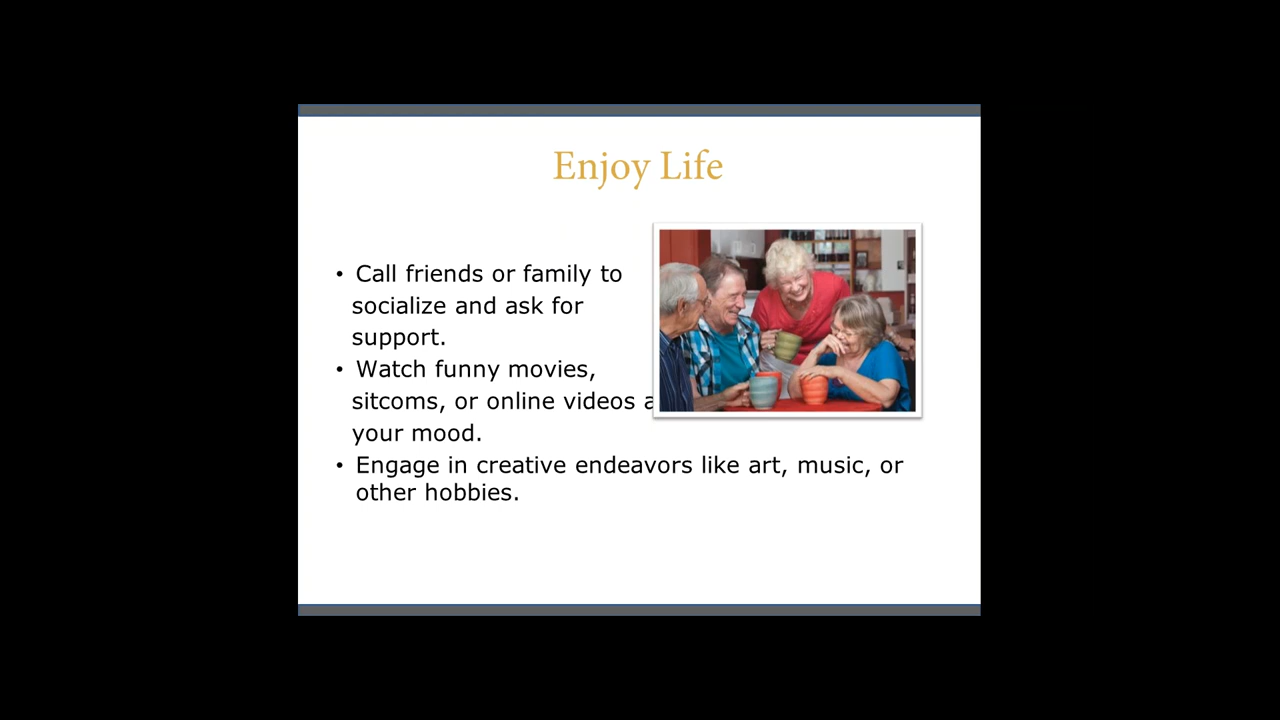 Enjoy Life
• Call friends or family to
socialize and ask for
support.
• Watch funny movies,
sitcoms, or online videos
your mood.
• Engage in creative endeavors like art, music, or
other hobbies.